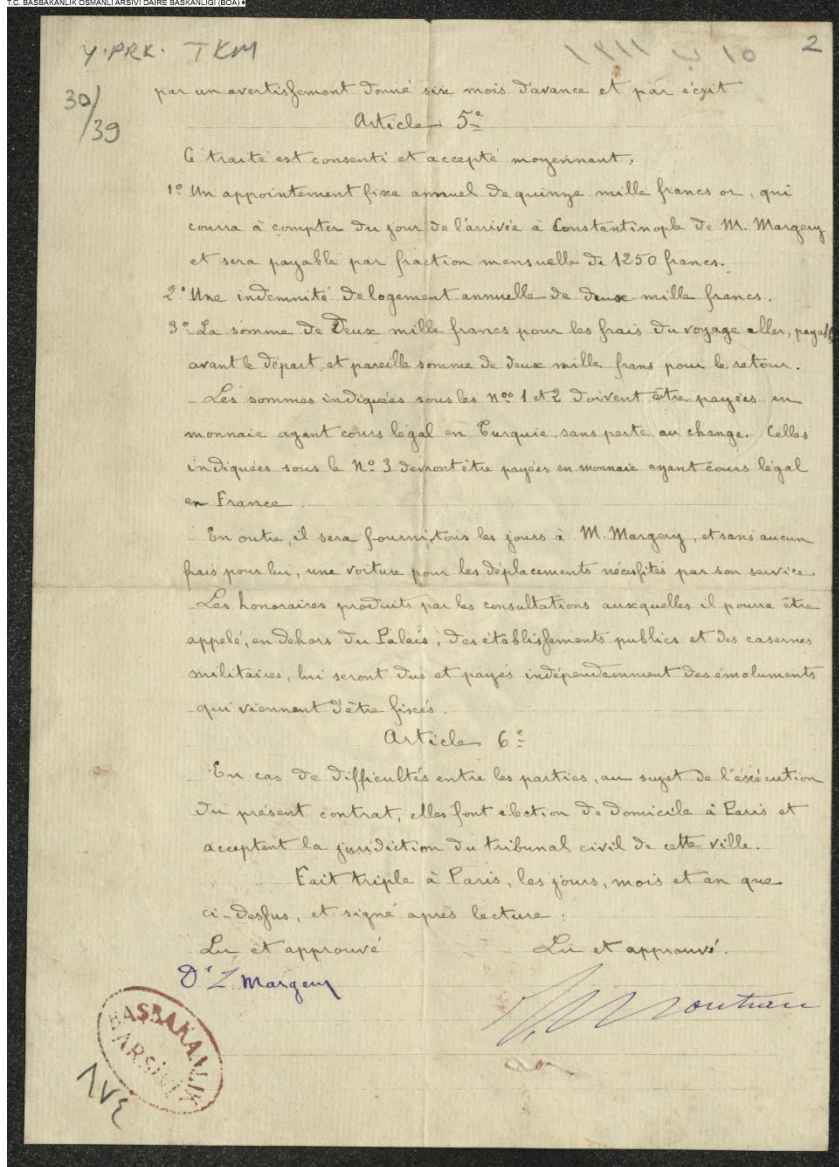 T.C. BAŞBAKANLIK OSMANLI ARŞİVİ DAİRE BAŞKANLIĞI (BOA)
Y.PRK. TKM
١٥ ب ١٣١١
2
30/39
par un avertissement donné six mois d'avance et par écrit
Article 5e
Ce traité est consenti et accepté moyennant,
1º Un appointement fixe annuel de quinze mille francs or, qui
courra à compter du jour de l'arrivée à Constantinople de M. Margery
et sera payable par fraction mensuelle de 1250 francs.
2º Une indemnité de logement annuelle de deux mille francs.
3º La somme de Deux mille francs pour les frais du voyage aller, payable
avant le départ, et pareille somme de deux mille frans pour le retour.
Les sommes indiquées sous les Nos 1 et 2 doivent être payées en
monnaie ayant cours légal en Turquie sans perte au change. Celles
indiquées sous le Nº 3 devront être payées en monnaie ayant cours légal
en France
En outre, il sera fourni, tous les jours à M. Margery, et sans aucun
frais pour lui, une voiture pour les déplacements nécessités par son service
Les honoraires produits par les consultations auxquelles il pourra être
appelé, en dehors du Palais, des établissements publics et des casernes
militaires, lui seront dus et payés indépendamment des émoluments
qui viennent d'être fixés.
Article 6e
En cas de difficultés entre les parties, au sujet de l'exécution
du présent contrat, elles font élection de domicile à Paris et
acceptent la juridiction du tribunal civil de cette ville.
Fait triple à Paris, les jours, mois et an que
ci-dessus, et signé après lecture.
Lu et approuvé
Lu et approuvé.
Dr L Margery
BAŞBAKANLIK
ARŞİVİ
٨٧٤